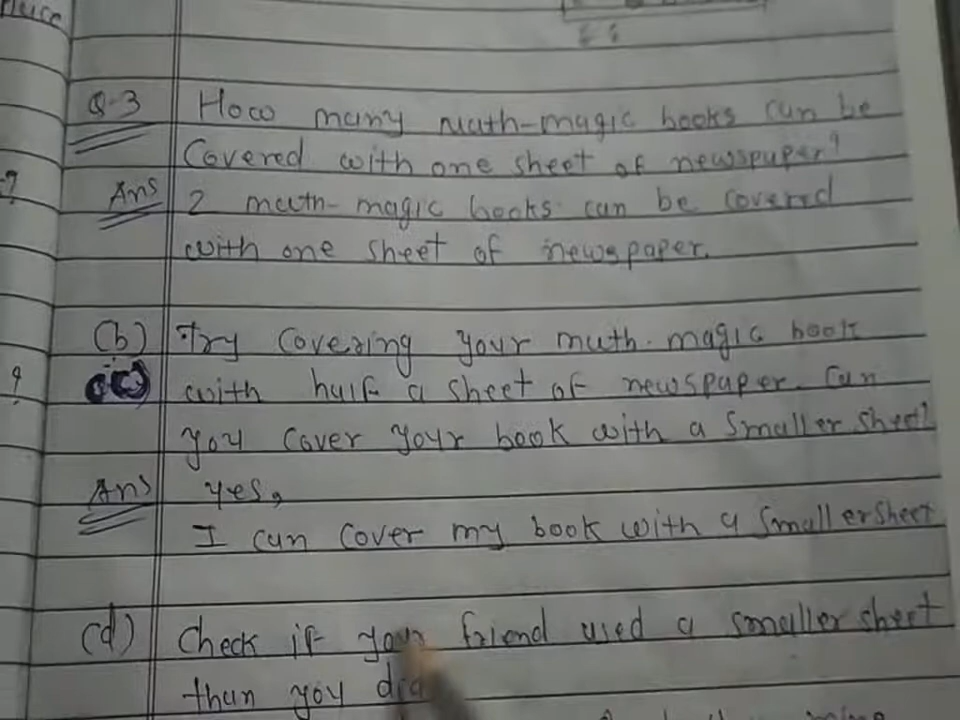 Q-3 How many math-magic books can be
Covered with one sheet of newspaper?
Ans 2 math-magic books can be covered
with one sheet of newspaper.
(b) Try Covering your math-magic book
(c) with half a sheet of newspaper. Can
you cover your book with a smaller sheet?
Ans yes,
I can cover my book with a smaller sheet
(d) Check if your friend used a smaller sheet
than you did